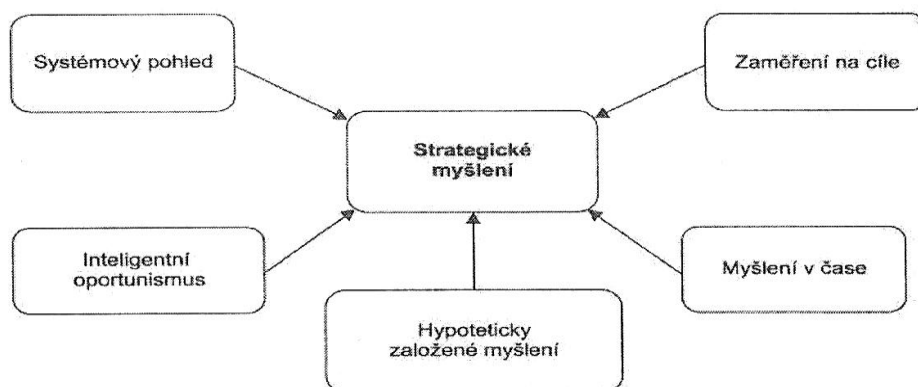 Systémový pohled
Zaměření na cíle
Strategické
myšlení
Inteligentní
oportunismus
Myšlení v čase
Hypoteticky
založené myšlení